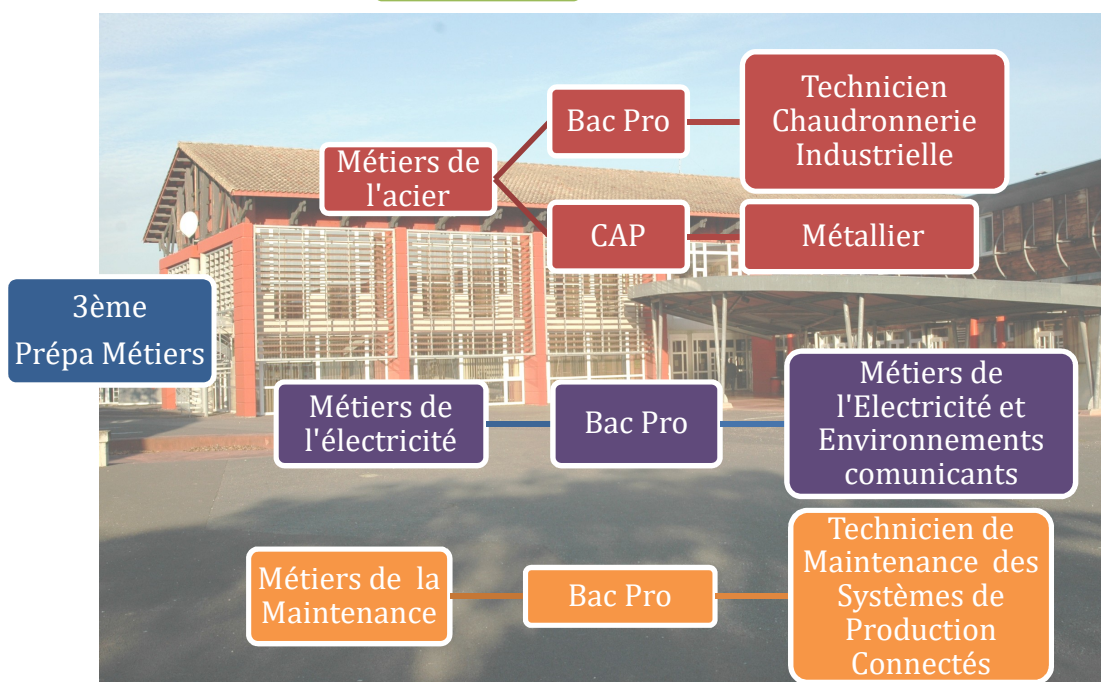 Bac Pro
Technicien
Chaudronnerie
Industrielle
Métiers de
l'acier
CAP
Métallier
3ème
Prépa Métiers
Métiers de
l'électricité
Bac Pro
Métiers de
l'Electricité et
Environnements
comunicants
Métiers de  la
Maintenance
Bac Pro
Technicien de
Maintenance  des
Systèmes de
Production
Connectés